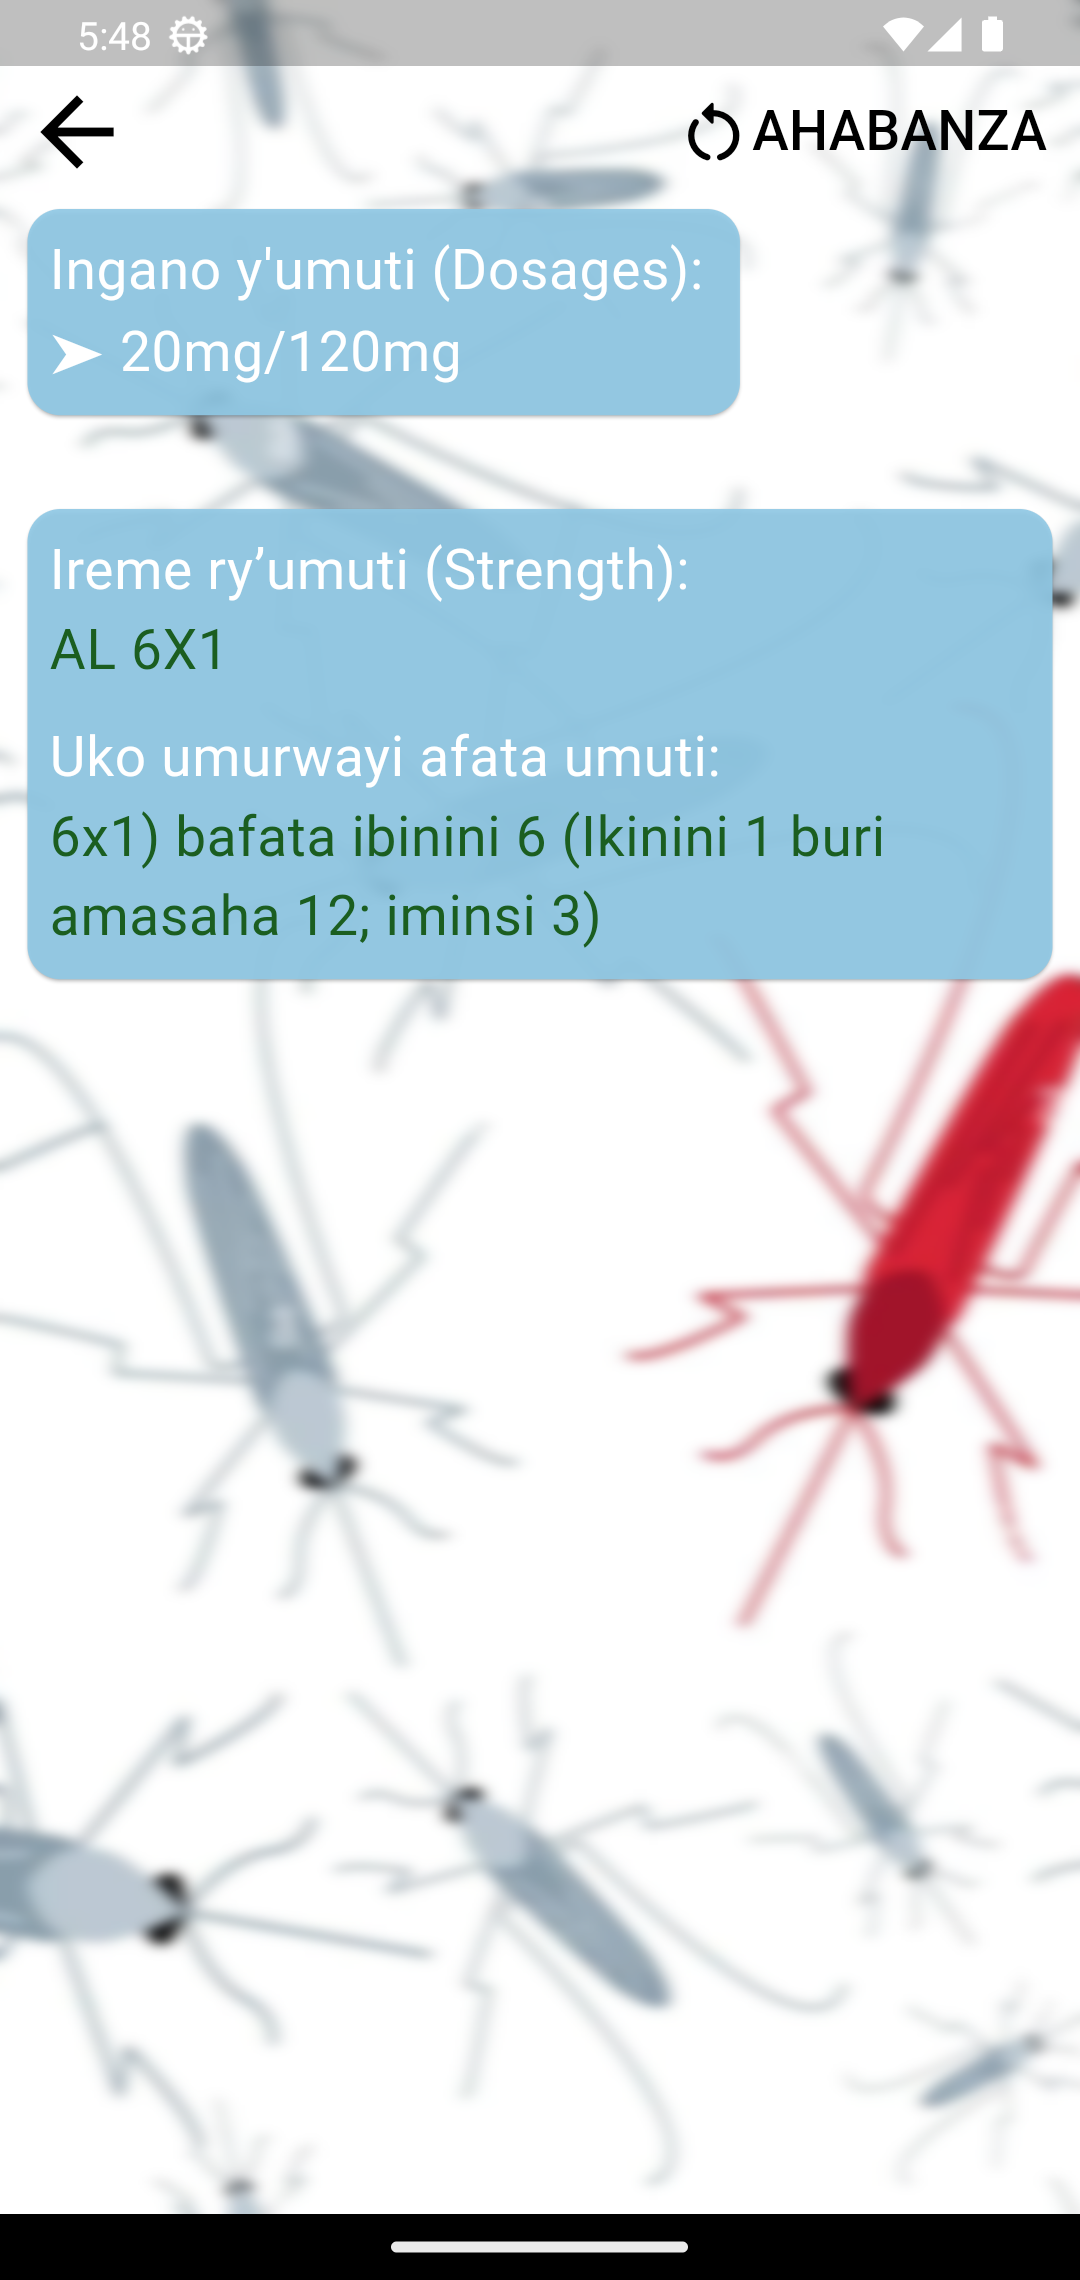 5:48
AHABANZA
Ingano y'umuti (Dosages):
➤ 20mg/120mg
Ireme ry’umuti (Strength):
AL 6X1
Uko umurwayi afata umuti:
6x1) bafata ibinini 6 (Ikinini 1 buri
amasaha 12; iminsi 3)